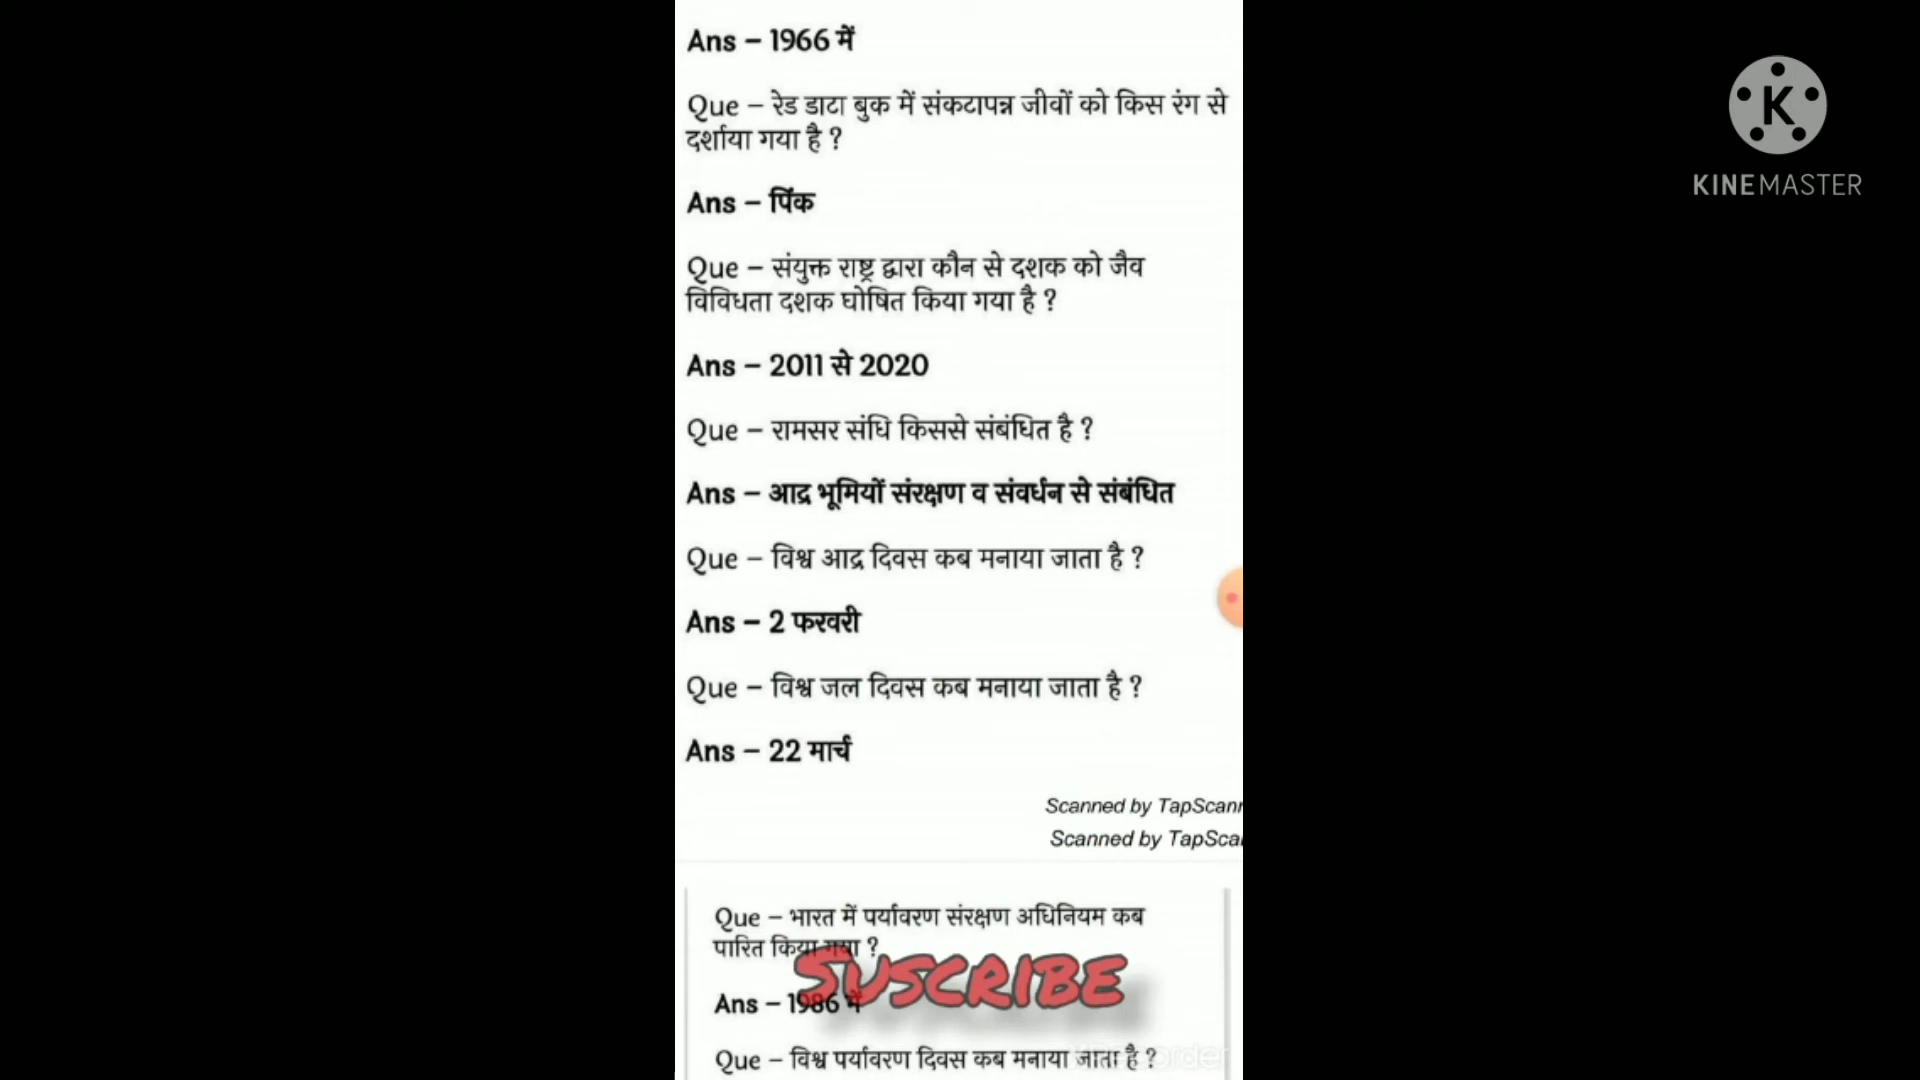 Ans – 1966 में
Que – रेड डाटा बुक में संकटापन्न जीवों को किस रंग से
दर्शाया गया है ?
Ans – पिंक
Que – संयुक्त राष्ट्र द्वारा कौन से दशक को जैव
विविधता दशक घोषित किया गया है ?
Ans – 2011 से 2020
Que – रामसर संधि किससे संबंधित है ?
Ans – आद्र भूमियों संरक्षण व संवर्धन से संबंधित
Que – विश्व आद्र दिवस कब मनाया जाता है ?
Ans – 2 फरवरी
Que – विश्व जल दिवस कब मनाया जाता है ?
Ans – 22 मार्च
Scanned by TapScann
Scanned by TapSca
Que – भारत में पर्यावरण संरक्षण अधिनियम कब
पारित किया गया ?
Ans – 1986 में
Que – विश्व पर्यावरण दिवस कब मनाया जाता है ?
SUSCRIBE
K
KINEMASTER